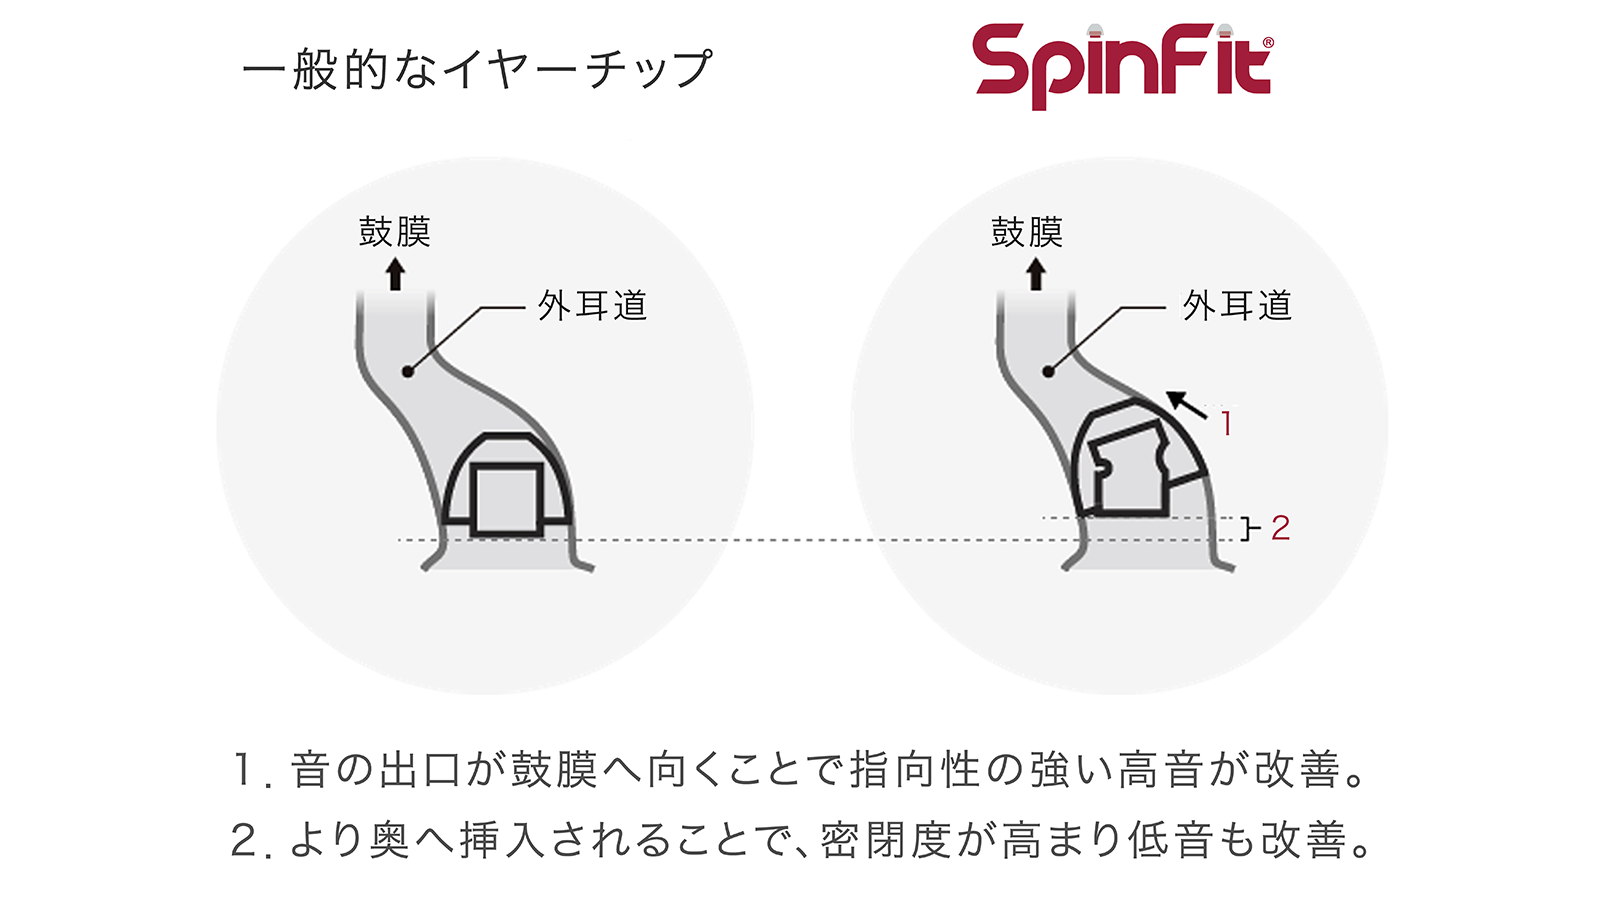 一般的なイヤーチップ
SpinFit®
鼓膜
鼓膜
外耳道
外耳道
1
2
1. 音の出口が鼓膜へ向くことで指向性の強い高音が改善。
2. より奥へ挿入されることで、密閉度が高まり低音も改善。